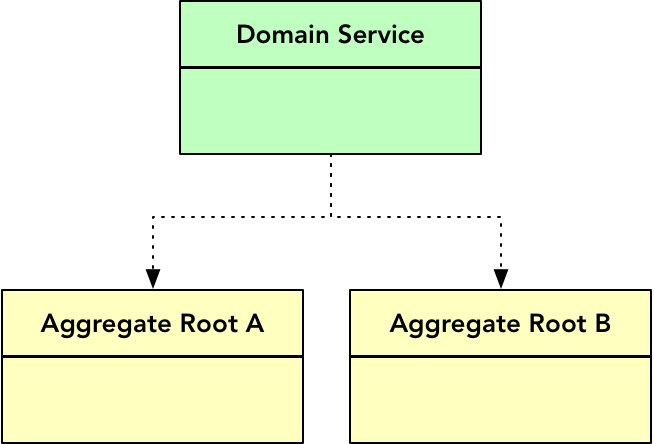 Domain Service
Aggregate Root A
Aggregate Root B